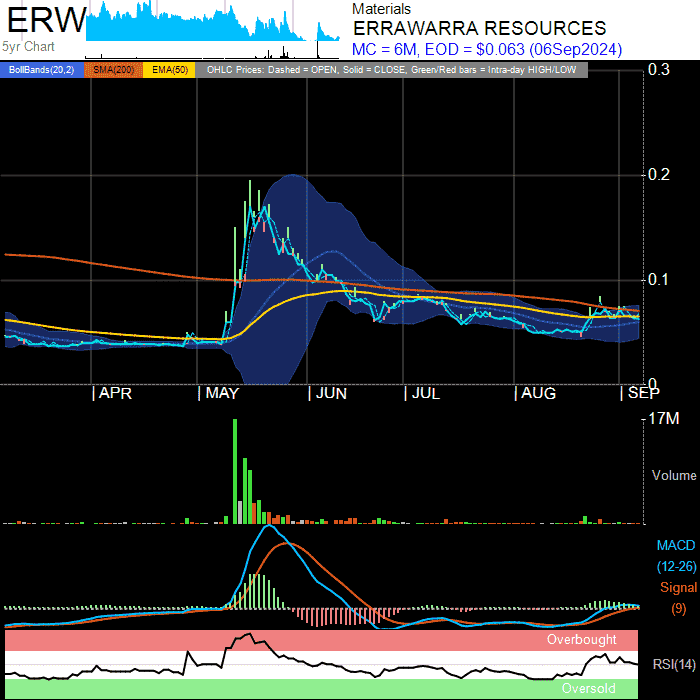 ERW
5yr Chart
Materials
ERRAWARRA RESOURCES
MC = 6M, EOD = $0.063 (06Sep2024)
BollBands(20,2) SMA(200) EMA(50) OHLC Prices: Dashed = OPEN, Solid = CLOSE, Green/Red bars = Intra-day HIGH/LOW
0.3
0.2
0.1
0
APR MAY JUN JUL AUG SEP
17M
Volume
MACD
(12-26)
Signal
(9)
Overbought
RSI(14)
Oversold